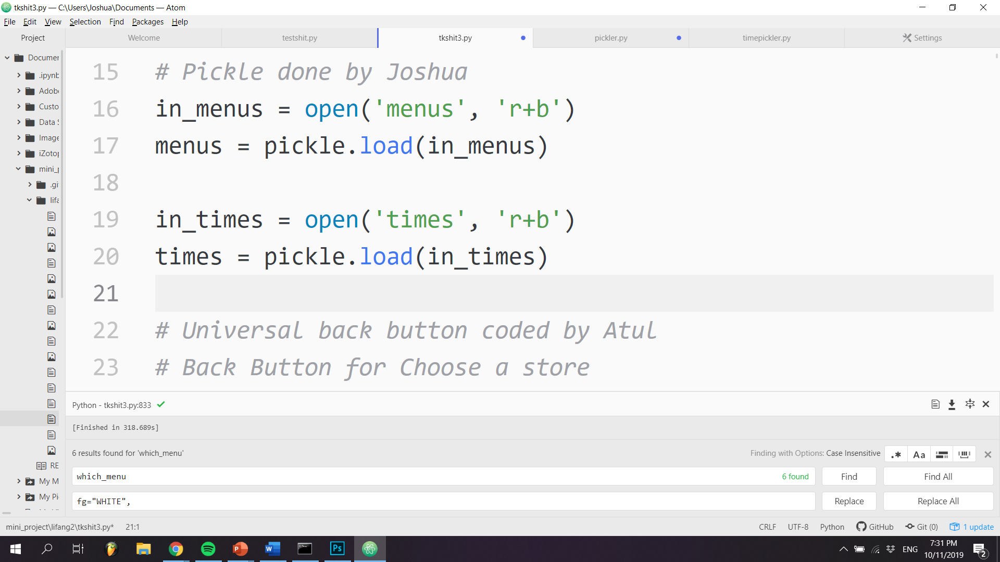 tkshit3.py — C:\Users\Joshua\Documents — Atom
File Edit View Selection Find Packages Help
Project
Welcome
testshit.py
tkshit3.py
pickler.py
timepickler.py
Settings
Documer
.ipynb
Adobe
Custo
Data S
Image
iZotop
mini_p
.gi
lifa
RE
My M
My Pi
15 # Pickle done by Joshua
16 in_menus = open('menus', 'r+b')
17 menus = pickle.load(in_menus)
18
19 in_times = open('times', 'r+b')
20 times = pickle.load(in_times)
21
22 # Universal back button coded by Atul
23 # Back Button for Choose a store
Python - tkshit3.py:833
[Finished in 318.689s]
6 results found for 'which_menu'
Finding with Options: Case Insensitive
.* Aa
which_menu
6 found
Find
Find All
fg="WHITE",
Replace
Replace All
mini_project\lifang2\tkshit3.py* 21:1
CRLF UTF-8 Python GitHub Git (0) 1 update
ENG
7:31 PM
10/11/2019
2